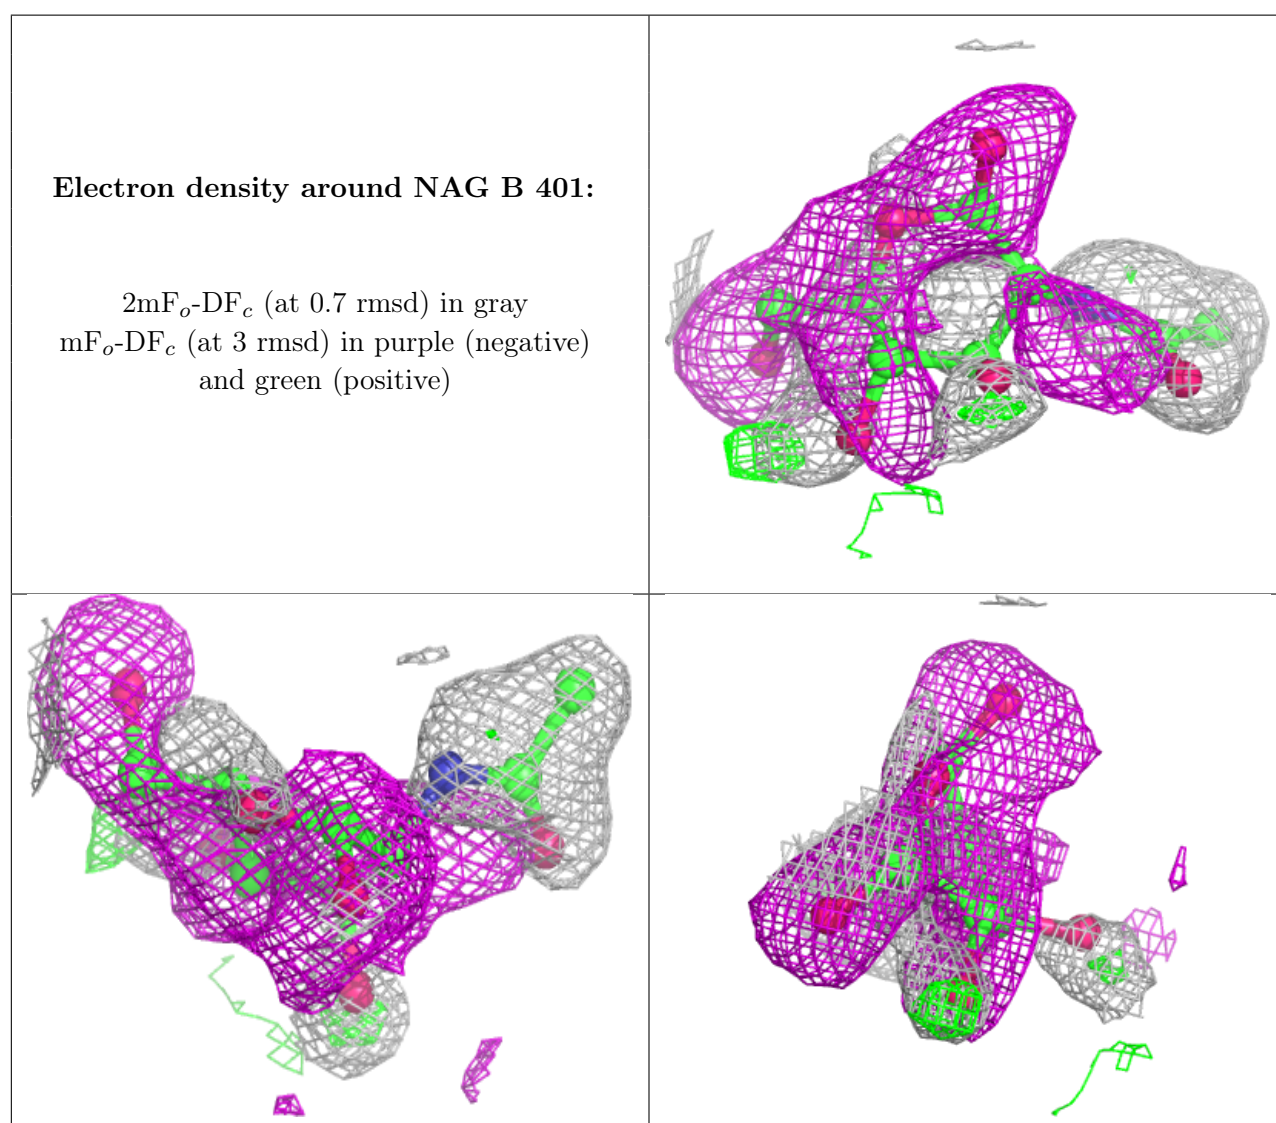 Electron density around NAG B 401:
2mFo-DFc (at 0.7 rmsd) in gray
mFo-DFc (at 3 rmsd) in purple (negative)
and green (positive)